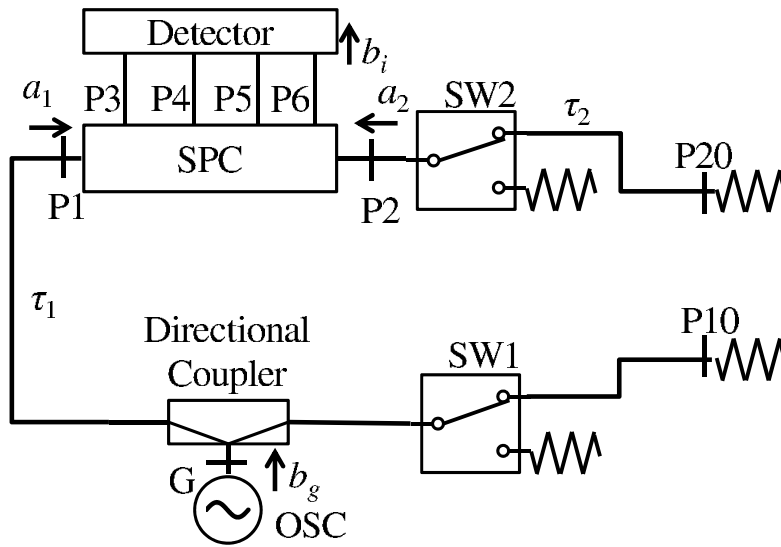 Detector
b_i
a_1
P3 P4 P5 P6
a_2
SW2
τ_2
SPC
P20
P1
P2
τ_1
Directional
Coupler
SW1
P10
G
b_g
OSC